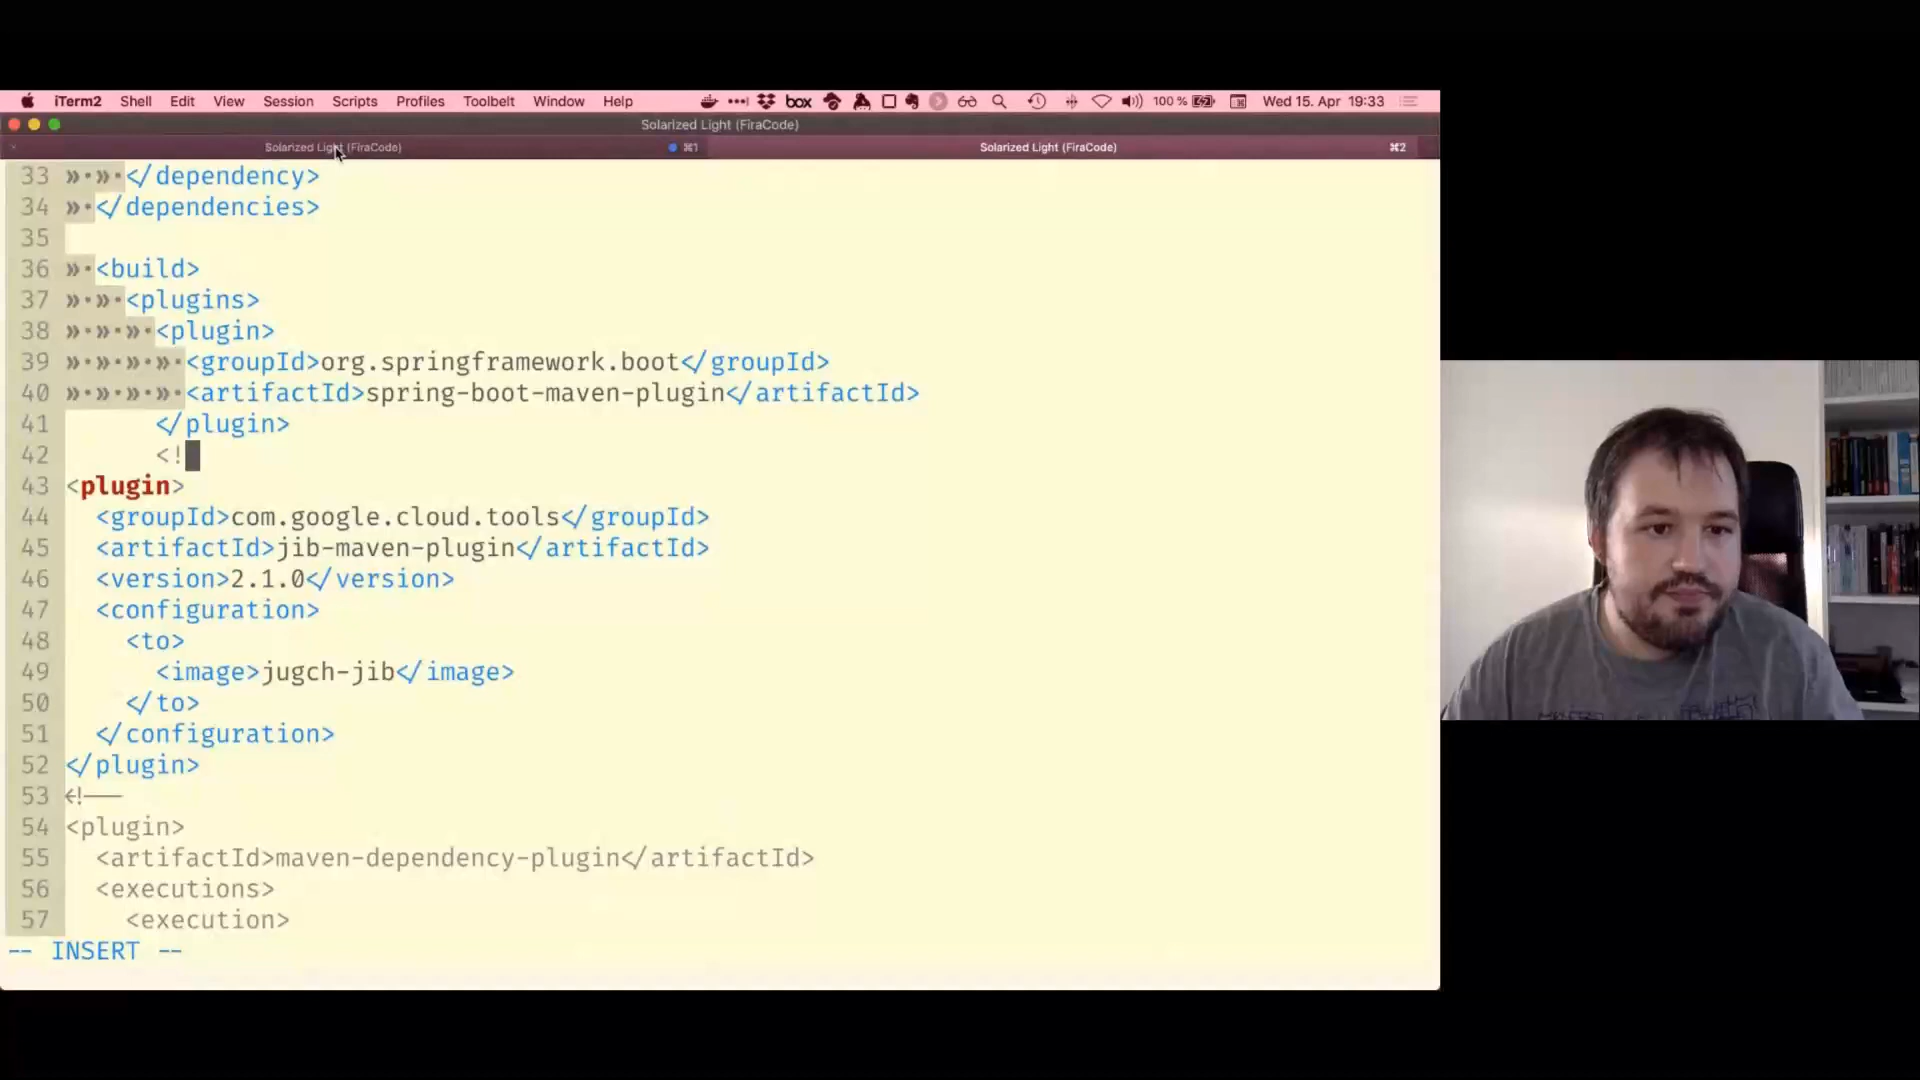 iTerm2 Shell Edit View Session Scripts Profiles Toolbelt Window Help box 100 % Wed 15. Apr 19:33
Solarized Light (FiraCode)
Solarized Light (FiraCode) ⌘1 Solarized Light (FiraCode) ⌘2
33 »·»·</dependency>
34 »·</dependencies>
35
36 »·<build>
37 »·»·<plugins>
38 »·»·»·<plugin>
39 »·»·»·»·<groupId>org.springframework.boot</groupId>
40 »·»·»·»·<artifactId>spring-boot-maven-plugin</artifactId>
41 </plugin>
42 <!
43 <plugin>
44 <groupId>com.google.cloud.tools</groupId>
45 <artifactId>jib-maven-plugin</artifactId>
46 <version>2.1.0</version>
47 <configuration>
48 <to>
49 <image>jugch-jib</image>
50 </to>
51 </configuration>
52 </plugin>
53 <!--
54 <plugin>
55 <artifactId>maven-dependency-plugin</artifactId>
56 <executions>
57 <execution>
-- INSERT --